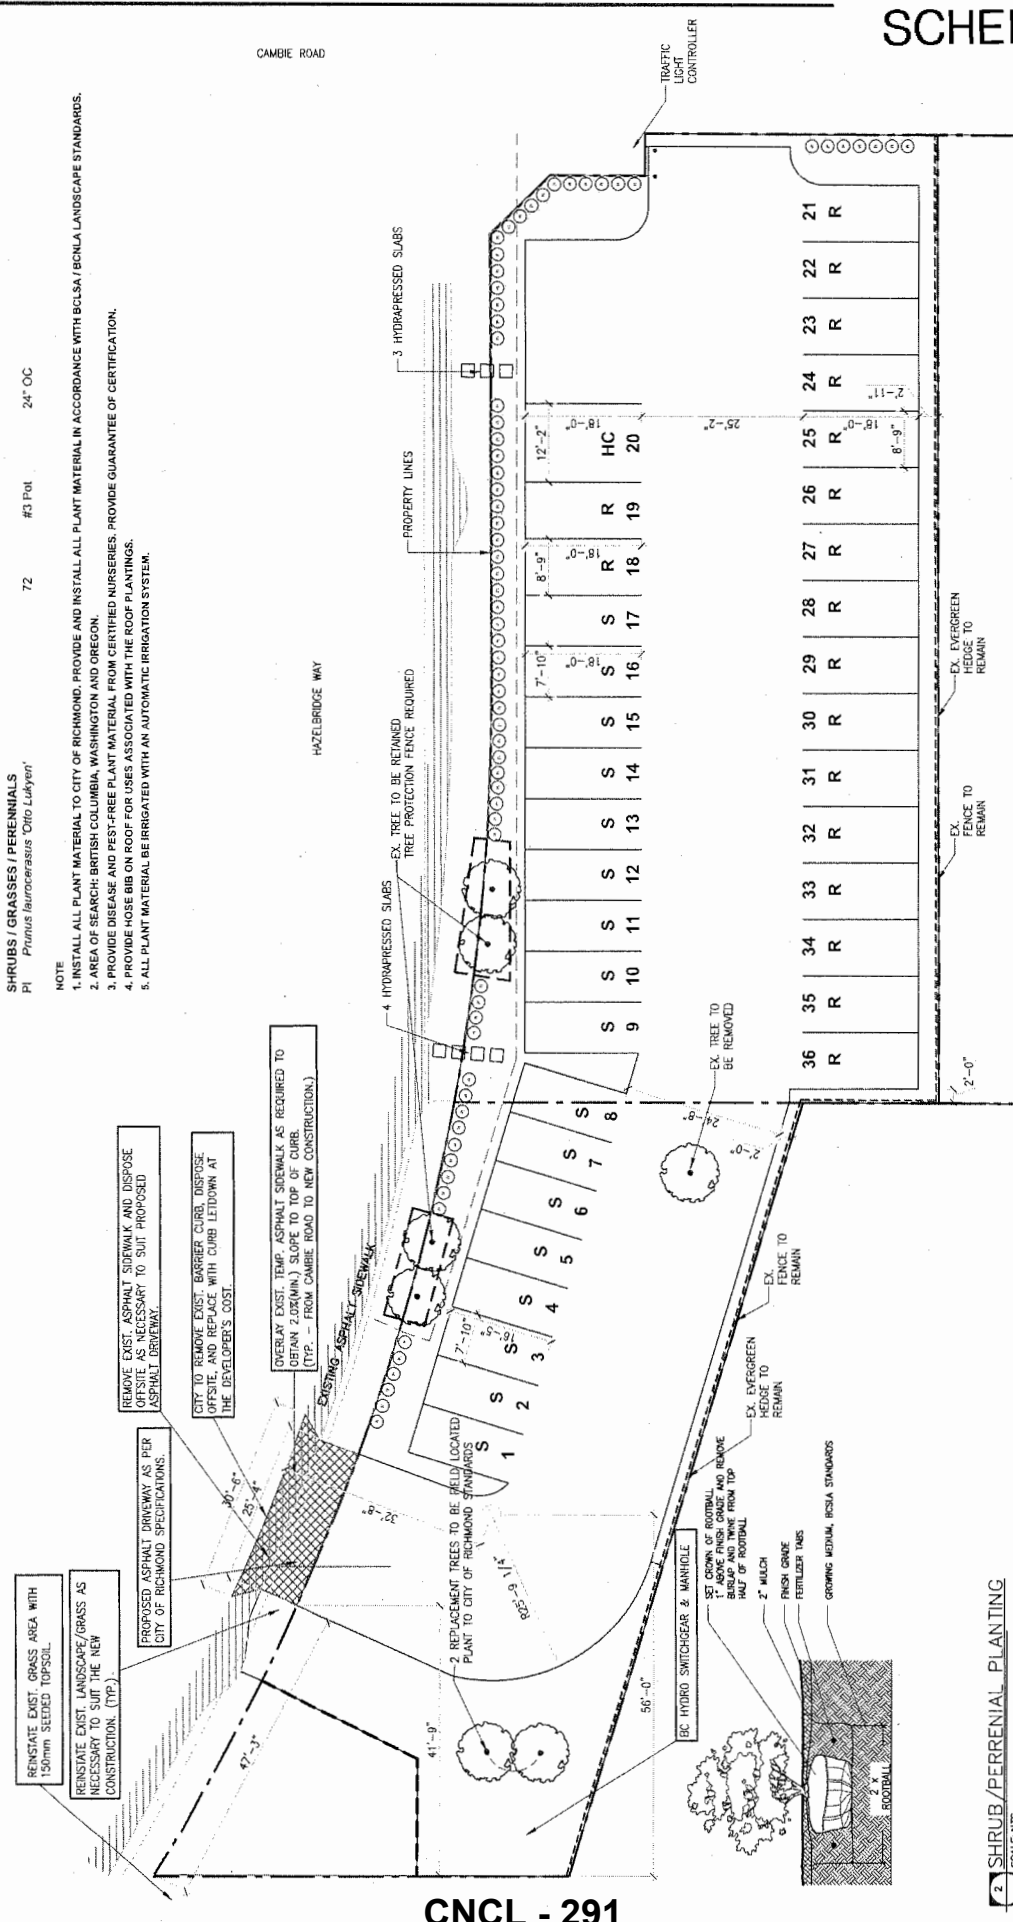 SCHE
CAMBIE ROAD
TRAFFIC
LIGHT
CONTROLLER
SHRUBS / GRASSES / PERENNIALS
Pl Prunus laurocerasus 'Otto Lukyen' 72 #3 Pot 24" OC
NOTE
1. INSTALL ALL PLANT MATERIAL TO CITY OF RICHMOND. PROVIDE AND INSTALL ALL PLANT MATERIAL IN ACCORDANCE WITH BCLSA / BCNLA LANDSCAPE STANDARDS.
2. AREA OF SEARCH: BRITISH COLUMBIA, WASHINGTON AND OREGON.
3. PROVIDE DISEASE AND PEST-FREE PLANT MATERIAL FROM CERTIFIED NURSERIES. PROVIDE GUARANTEE OF CERTIFICATION.
4. PROVIDE HOSE BIB ON ROOF FOR USES ASSOCIATED WITH THE ROOF PLANTINGS.
5. ALL PLANT MATERIAL BE IRRIGATED WITH AN AUTOMATIC IRRIGATION SYSTEM.
HAZELBRIDGE WAY
3 HYDRAPRESSED SLABS
PROPERTY LINES
EX. TREE TO BE RETAINED
TREE PROTECTION FENCE REQUIRED
4 HYDRAPRESSED SLABS
REMOVE EXIST. ASPHALT SIDEWALK AND DISPOSE
OFFSITE AS NECESSARY TO SUIT PROPOSED
ASPHALT DRIVEWAY.
CITY TO REMOVE EXIST. BARRIER CURB, DISPOSE
OFFSITE, AND REPLACE WITH CURB LETDOWN AT
THE DEVELOPER'S COST.
OVERLAY EXIST. TEMP. ASPHALT SIDEWALK AS REQUIRED TO
OBTAIN 2.0%(MIN.) SLOPE TO TOP OF CURB.
(TYP. - FROM CAMBIE ROAD TO NEW CONSTRUCTION.)
EXISTING ASPHALT SIDEWALK
PROPOSED ASPHALT DRIVEWAY AS PER
CITY OF RICHMOND SPECIFICATIONS.
REINSTATE EXIST. GRASS AREA WITH
150mm SEEDED TOPSOIL.
REINSTATE EXIST. LANDSCAPE/GRASS AS
NECESSARY TO SUIT THE NEW
CONSTRUCTION. (TYP.)
30'-6"
25'-4"
32'-8"
47'-3"
41'-9"
56'-0"
R25'-9 1/4"
2 REPLACEMENT TREES TO BE FIELD LOCATED
PLANT TO CITY OF RICHMOND STANDARDS
BC HYDRO SWITCHGEAR & MANHOLE
S 1
S 2
S 3
S 4
S 5
S 6
S 7
S 8
7'-10"
16'-5"
S 9
S 10
S 11
S 12
S 13
S 14
S 15
S 16
S 17
R 18
R 19
HC 20
7'-10"
18'-0"
8'-9"
18'-0"
12'-2"
18'-0"
25'-2"
18'-0"
8'-9"
2'-11"
21 R
22 R
23 R
24 R
25 R
26 R
27 R
28 R
29 R
30 R
31 R
32 R
33 R
34 R
35 R
36 R
2'-0"
24'-8"
2'-0"
EX. TREE TO
BE REMOVED
EX. EVERGREEN
HEDGE TO
REMAIN
EX.
FENCE TO
REMAIN
EX.
FENCE TO
REMAIN
EX. EVERGREEN
HEDGE TO
REMAIN
SET CROWN OF ROOTBALL
1" ABOVE FINISH GRADE AND REMOVE
BURLAP AND TWINE FROM TOP
HALF OF ROOTBALL
2" MULCH
FINISH GRADE
FERTILIZER TABS
GROWING MEDIUM, BCSLA STANDARDS
2 X
ROOTBALL
2 SHRUB/PERRENIAL PLANTING
CNCL - 291